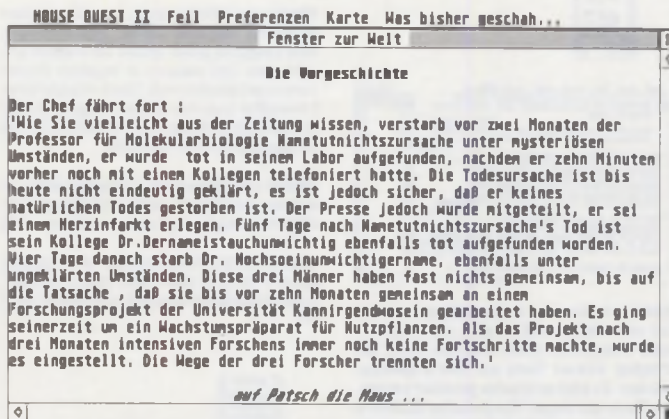 MOUSE QUEST II Feil Preferenzen Karte Was bisher geschah...
Fenster zur Welt
Die Vorgeschichte
Der Chef fährt fort :
'Wie Sie vielleicht aus der Zeitung wissen, verstarb vor zwei Monaten der
Professor für Molekularbiologie Nametutnichtszursache unter mysteriösen
Umständen, er wurde tot in seinem Labor aufgefunden, nachdem er zehn Minuten
vorher noch mit einem Kollegen telefoniert hatte. Die Todesursache ist bis
heute nicht eindeutig geklärt, es ist jedoch sicher, daß er keines
natürlichen Todes gestorben ist. Der Presse jedoch wurde mitgeteilt, er sei
einem Herzinfarkt erlegen. Fünf Tage nach Nametutnichtszursache's Tod ist
sein Kollege Dr.Dernameistauchunwichtig ebenfalls tot aufgefunden worden.
Vier Tage danach starb Dr. Nochsoeinunwichtigername, ebenfalls unter
ungeklärten Umständen. Diese drei Männer haben fast nichts gemeinsam, bis auf
die Tatsache , daß sie bis vor zehn Monaten gemeinsam an einem
Forschungsprojekt der Universität Kannirgendwosein gearbeitet haben. Es ging
seinerzeit um ein Wachstumspräparat für Nutzpflanzen. Als das Projekt nach
drei Monaten intensiven Forschens immer noch keine Fortschritte machte, wurde
es eingestellt. Die Wege der drei Forscher trennten sich.'
auf Patsch die Maus ...